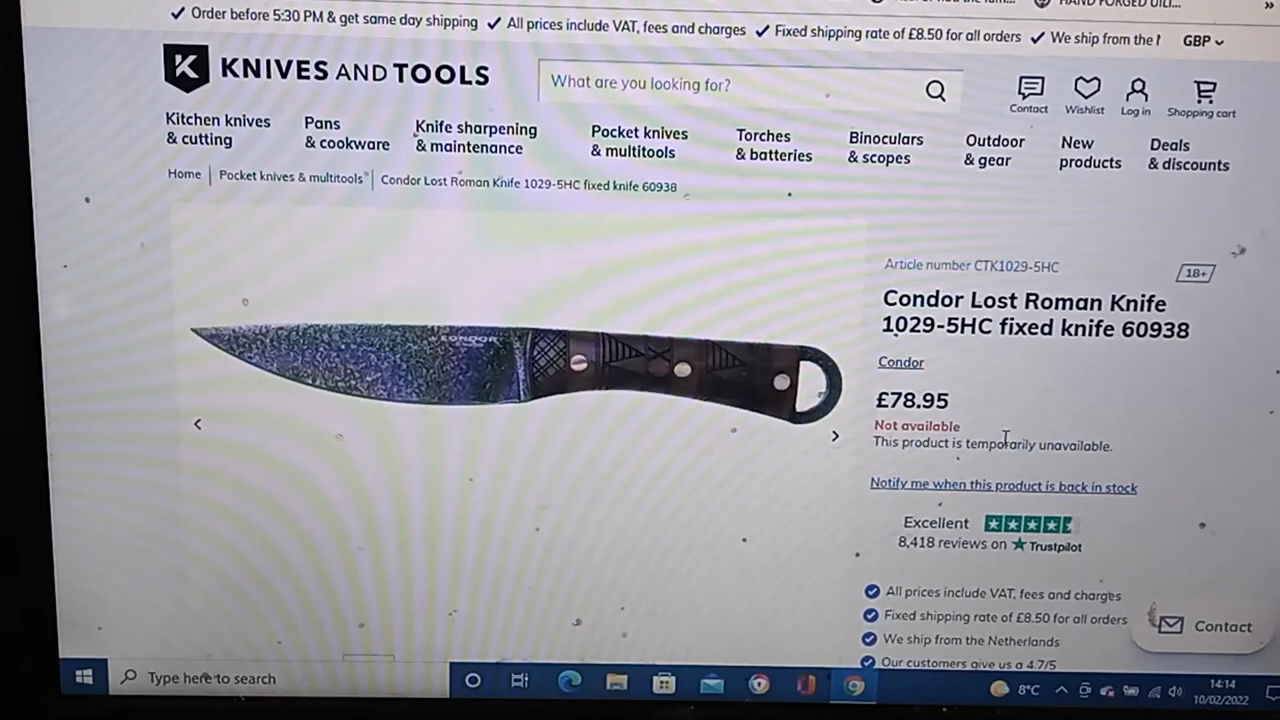 Order before 5:30 PM & get same day shipping All prices include VAT, fees and charges Fixed shipping rate of £8.50 for all orders We ship from the GBP
KNIVES AND TOOLS
What are you looking for?
Contact Wishlist Log in Shopping cart
Kitchen knives & cutting
Pans & cookware
Knife sharpening & maintenance
Pocket knives & multitools
Torches & batteries
Binoculars & scopes
Outdoor & gear
New products
Deals & discounts
Home Pocket knives & multitools Condor Lost Roman Knife 1029-5HC fixed knife 60938
CONDOR
Article number CTK1029-5HC
18+
Condor Lost Roman Knife
1029-5HC fixed knife 60938
Condor
£78.95
Not available
This product is temporarily unavailable.
Notify me when this product is back in stock
Excellent
8,418 reviews on Trustpilot
All prices include VAT, fees and charges
Fixed shipping rate of £8.50 for all orders
We ship from the Netherlands
Our customers give us a 4.7/5
Contact
Type here to search
8°C
14:14
10/02/2022